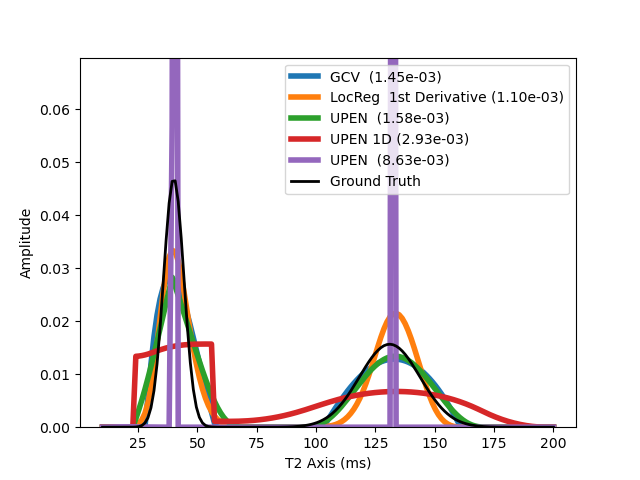 GCV (1.45e-03)
LocReg 1st Derivative (1.10e-03)
UPEN (1.58e-03)
UPEN 1D (2.93e-03)
UPEN (8.63e-03)
Ground Truth
0.06
0.05
0.04
0.03
0.02
0.01
0.00
Amplitude
25 50 75 100 125 150 175 200
T2 Axis (ms)